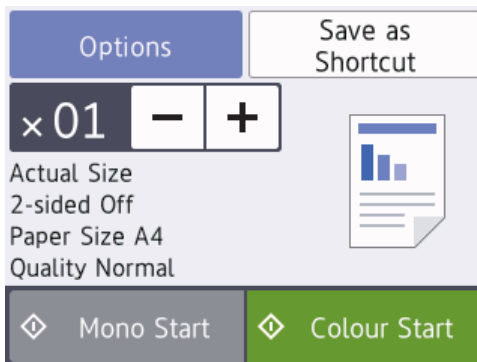 Options
Save as
Shortcut
×01
−
+
Actual Size
2-sided Off
Paper Size A4
Quality Normal
Mono Start
Colour Start